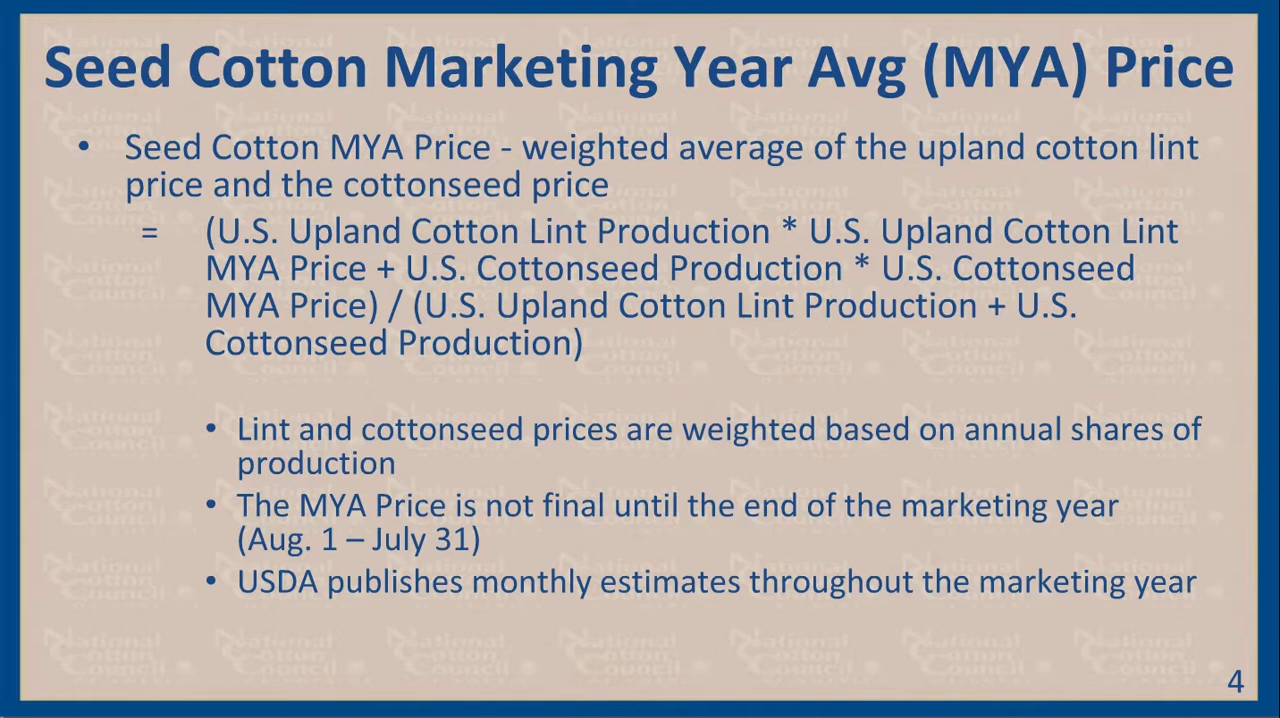 Seed Cotton Marketing Year Avg (MYA) Price
• Seed Cotton MYA Price - weighted average of the upland cotton lint
price and the cottonseed price
= (U.S. Upland Cotton Lint Production * U.S. Upland Cotton Lint
MYA Price + U.S. Cottonseed Production * U.S. Cottonseed
MYA Price) / (U.S. Upland Cotton Lint Production + U.S.
Cottonseed Production)
• Lint and cottonseed prices are weighted based on annual shares of
production
• The MYA Price is not final until the end of the marketing year
(Aug. 1 – July 31)
• USDA publishes monthly estimates throughout the marketing year
4